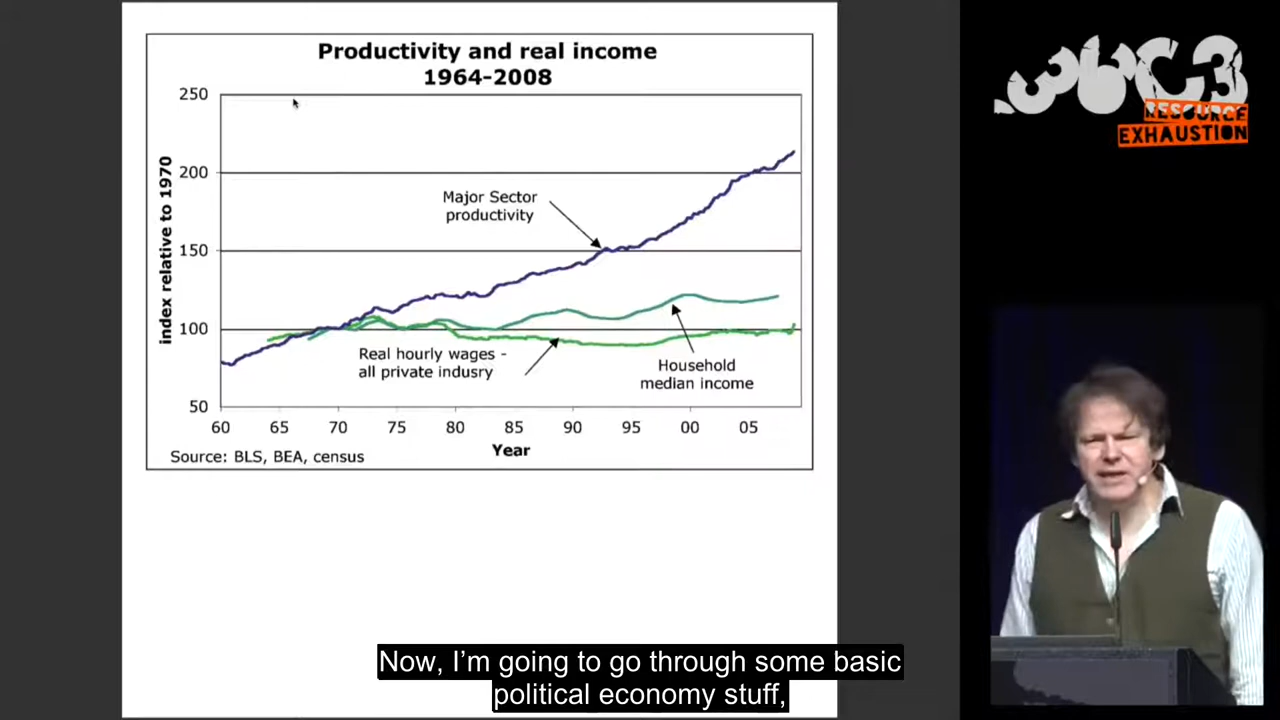 Productivity and real income
1964-2008
250
200
150
100
50
index relative to 1970
Major Sector
productivity
Real hourly wages -
all private indusry
Household
median income
60 65 70 75 80 85 90 95 00 05
Year
Source: BLS, BEA, census
36C3
RESOURCE
EXHAUSTION
Now, I’m going to go through some basic
political economy stuff,